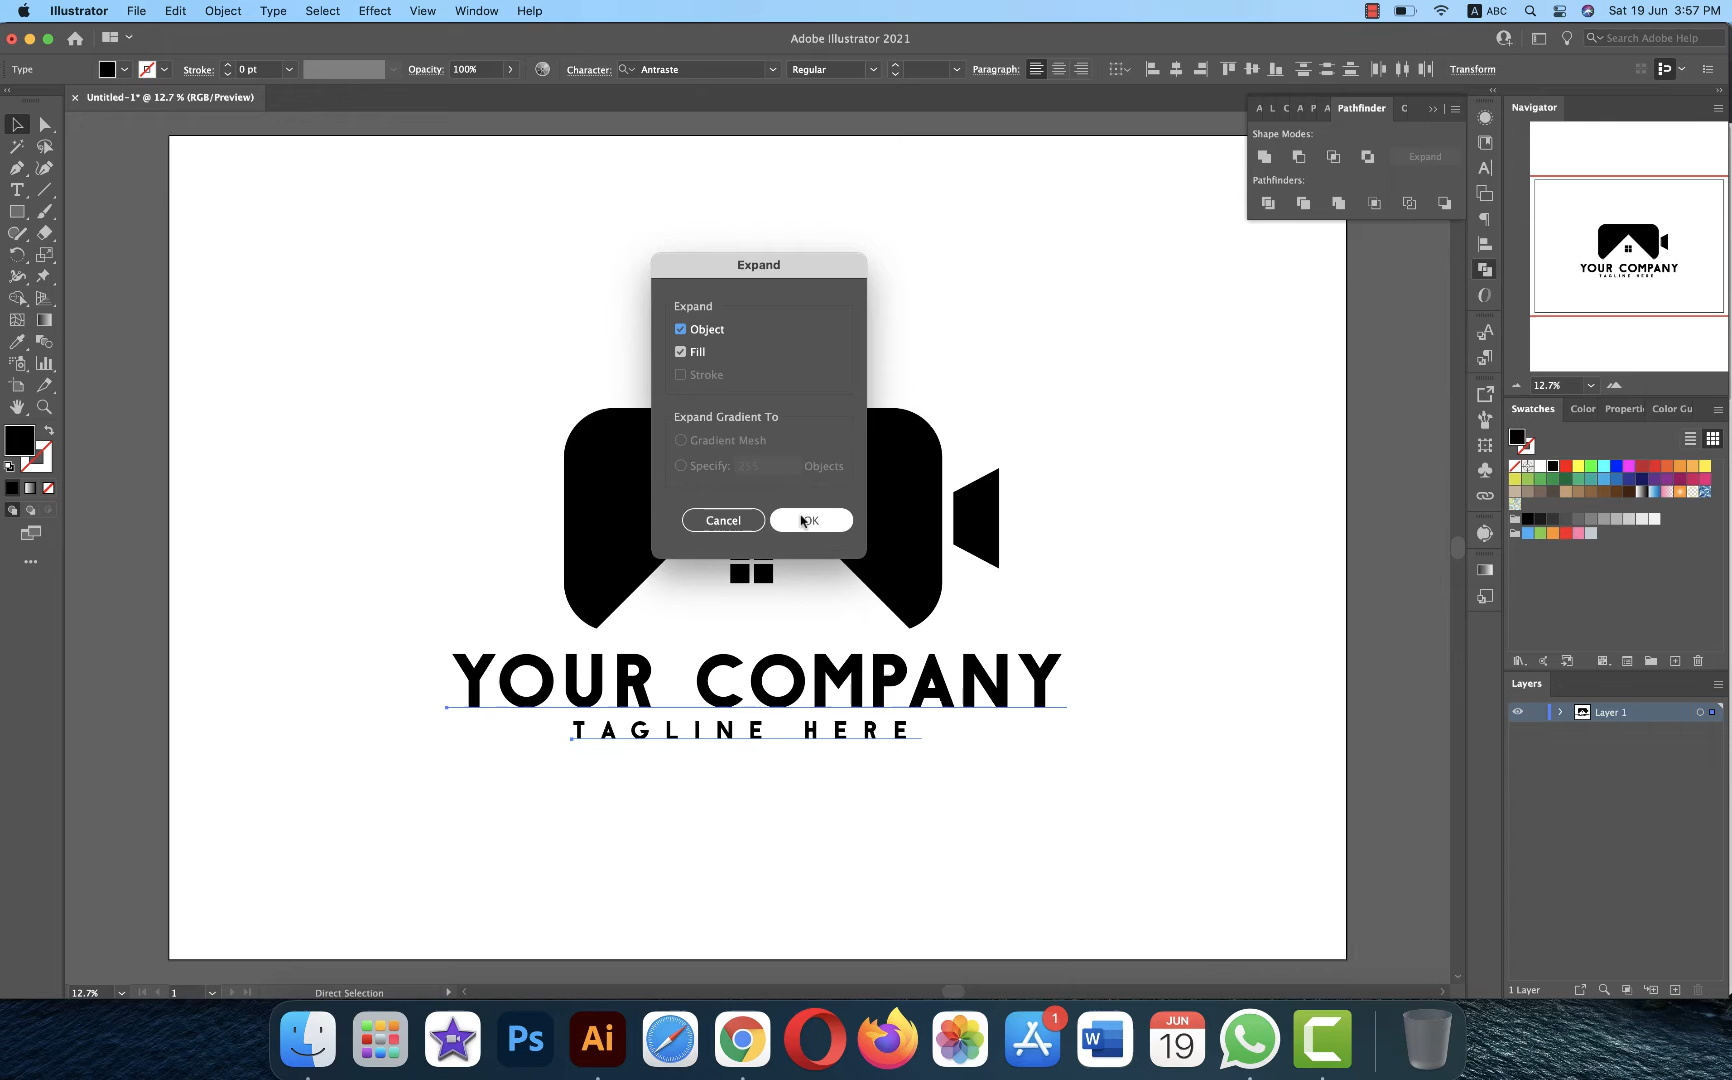 Illustrator File Edit Object Type Select Effect View Window Help
ABC Sat 19 Jun 3:57 PM
Adobe Illustrator 2021
Search Adobe Help
Type Stroke: 0 pt Opacity: 100% Character: Antraste Regular Paragraph: Transform
Untitled-1* @ 12.7 % (RGB/Preview)
A L C A P A Pathfinder C
Shape Modes:
Expand
Pathfinders:
Navigator
YOUR COMPANY
TAGLINE HERE
12.7%
Swatches Color Properti Color Gu
Layers
Layer 1
1 Layer
Expand
Expand
Object
Fill
Stroke
Expand Gradient To
Gradient Mesh
Specify: 255 Objects
Cancel OK
YOUR COMPANY
TAGLINE HERE
12.7% 1 Direct Selection
Ps Ai 1 W JUN
19